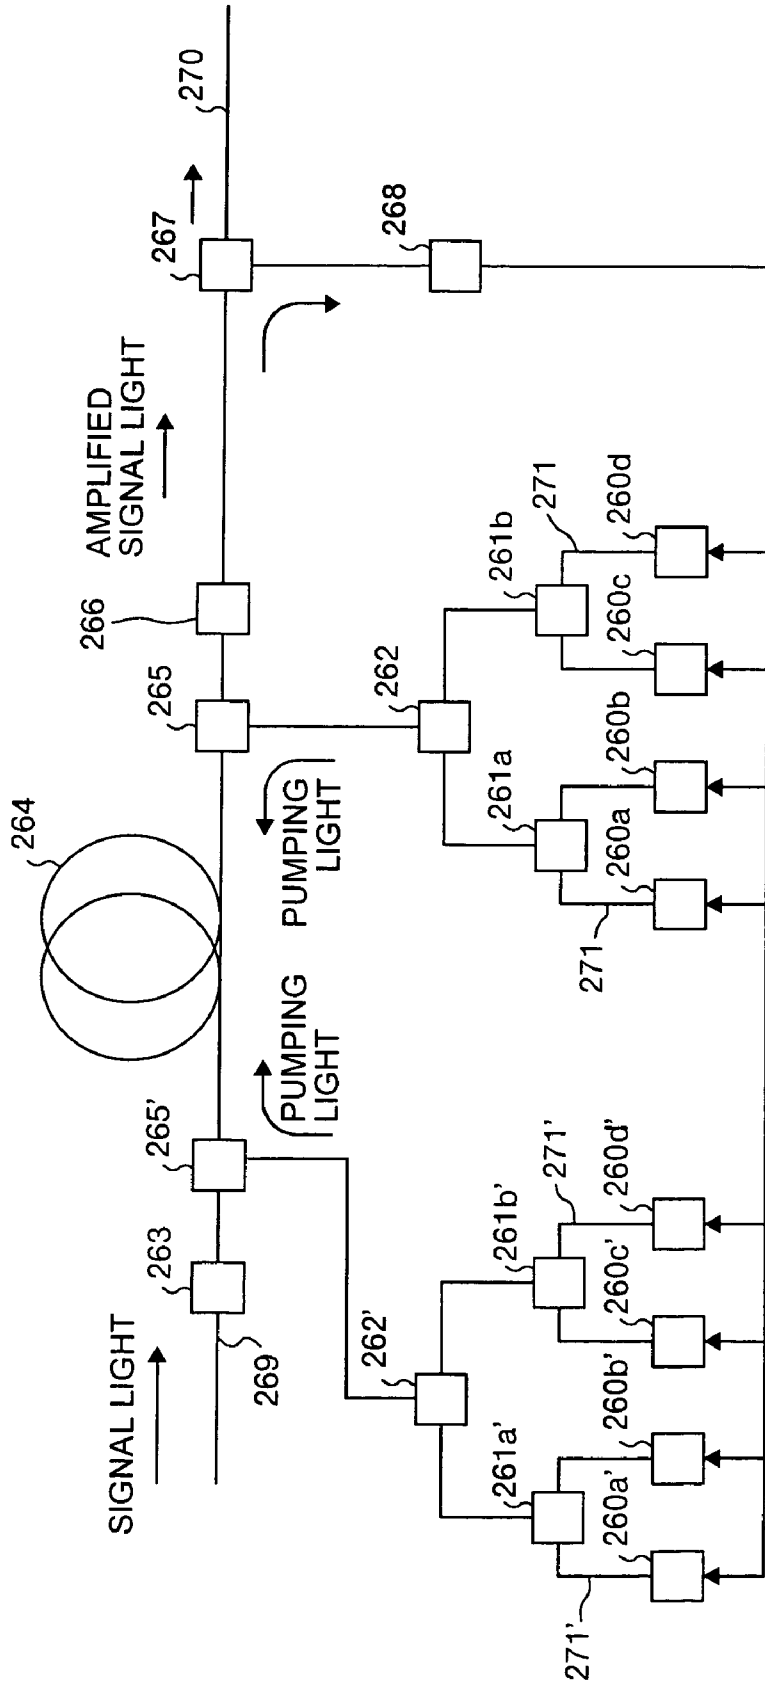 SIGNAL LIGHT
263
269
265'
264
PUMPING
LIGHT
PUMPING
LIGHT
265
266
AMPLIFIED
SIGNAL LIGHT
267
270
268
262'
261a'
261b'
271'
271'
260a'
260b'
260c'
260d'
262
261a
261b
271
271
260a
260b
260c
260d